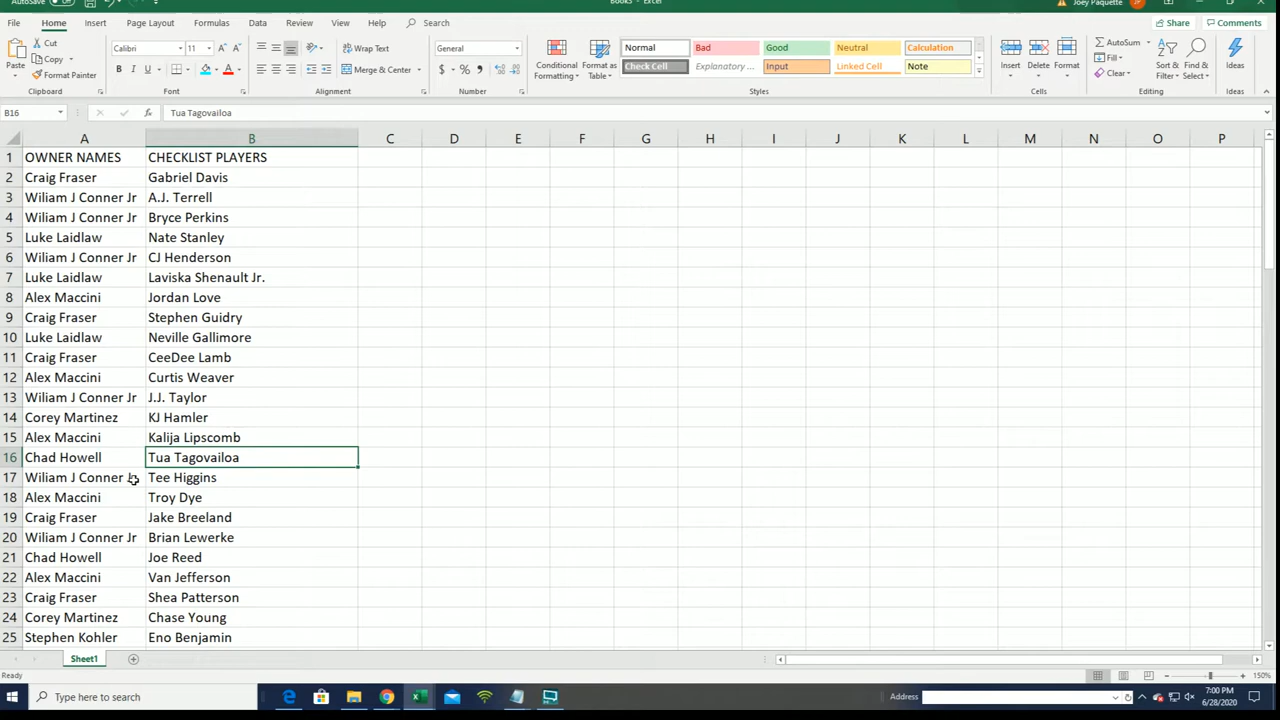 AutoSave Off Books - Excel Joey Paquette JP
File Home Insert Page Layout Formulas Data Review View Help Search Share Comments
Paste Cut Copy Format Painter Clipboard
Calibri 11 A A B I U A Font
Wrap Text Merge & Center Alignment
General $ % , Number
Conditional Formatting Format as Table
Normal Bad Good Neutral Calculation
Check Cell Explanatory ... Input Linked Cell Note
Styles
Insert Delete Format Cells
AutoSum Fill Clear Sort & Filter Find & Select Editing
Ideas Ideas
B16 fx Tua Tagovailoa
A B C D E F G H I J K L M N O P
1 OWNER NAMES CHECKLIST PLAYERS
2 Craig Fraser Gabriel Davis
3 Wiliam J Conner Jr A.J. Terrell
4 Wiliam J Conner Jr Bryce Perkins
5 Luke Laidlaw Nate Stanley
6 Wiliam J Conner Jr CJ Henderson
7 Luke Laidlaw Laviska Shenault Jr.
8 Alex Maccini Jordan Love
9 Craig Fraser Stephen Guidry
10 Luke Laidlaw Neville Gallimore
11 Craig Fraser CeeDee Lamb
12 Alex Maccini Curtis Weaver
13 Wiliam J Conner Jr J.J. Taylor
14 Corey Martinez KJ Hamler
15 Alex Maccini Kalija Lipscomb
16 Chad Howell Tua Tagovailoa
17 Wiliam J Conner Jr Tee Higgins
18 Alex Maccini Troy Dye
19 Craig Fraser Jake Breeland
20 Wiliam J Conner Jr Brian Lewerke
21 Chad Howell Joe Reed
22 Alex Maccini Van Jefferson
23 Craig Fraser Shea Patterson
24 Corey Martinez Chase Young
25 Stephen Kohler Eno Benjamin
Sheet1
Ready 150%
Type here to search Address 7:00 PM
6/28/2020